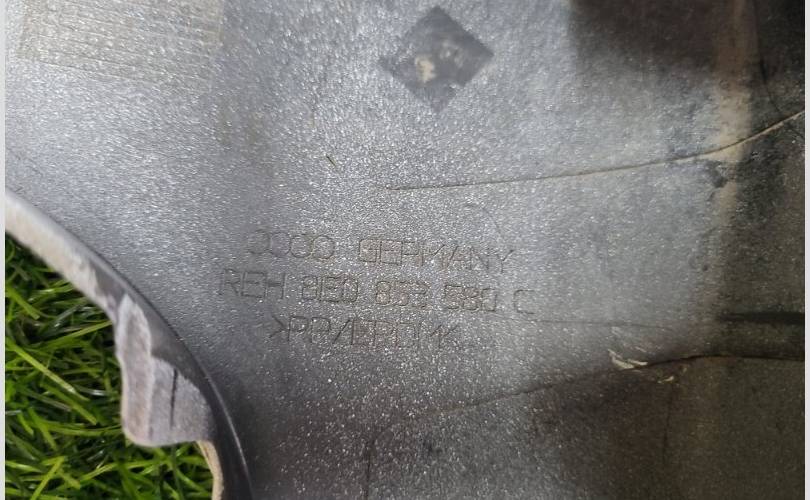 GERMANY
REH 8E0 853 580 C
>PP/EPDM<